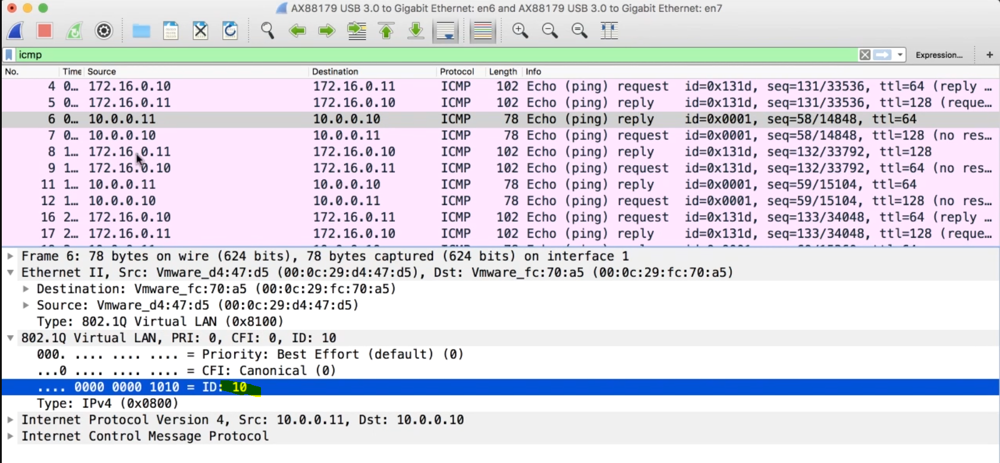 AX88179 USB 3.0 to Gigabit Ethernet: en6 and AX88179 USB 3.0 to Gigabit Ethernet: en7
icmp Expression… +
No. Time Source Destination Protocol Length Info
4 0… 172.16.0.10 172.16.0.11 ICMP 102 Echo (ping) request id=0x131d, seq=131/33536, ttl=64 (reply …
5 0… 172.16.0.11 172.16.0.10 ICMP 102 Echo (ping) reply id=0x131d, seq=131/33536, ttl=128 (reque…
6 0… 10.0.0.11 10.0.0.10 ICMP 78 Echo (ping) reply id=0x0001, seq=58/14848, ttl=64
7 0… 10.0.0.10 10.0.0.11 ICMP 78 Echo (ping) request id=0x0001, seq=58/14848, ttl=128 (no res…
8 1… 172.16.0.11 172.16.0.10 ICMP 102 Echo (ping) reply id=0x131d, seq=132/33792, ttl=128
9 1… 172.16.0.10 172.16.0.11 ICMP 102 Echo (ping) request id=0x131d, seq=132/33792, ttl=64 (no res…
11 1… 10.0.0.11 10.0.0.10 ICMP 78 Echo (ping) reply id=0x0001, seq=59/15104, ttl=64
12 1… 10.0.0.10 10.0.0.11 ICMP 78 Echo (ping) request id=0x0001, seq=59/15104, ttl=128 (no res…
16 2… 172.16.0.10 172.16.0.11 ICMP 102 Echo (ping) request id=0x131d, seq=133/34048, ttl=64 (reply …
17 2… 172.16.0.11 172.16.0.10 ICMP 102 Echo (ping) reply id=0x131d, seq=133/34048, ttl=128 (reque…
Frame 6: 78 bytes on wire (624 bits), 78 bytes captured (624 bits) on interface 1
Ethernet II, Src: Vmware_d4:47:d5 (00:0c:29:d4:47:d5), Dst: Vmware_fc:70:a5 (00:0c:29:fc:70:a5)
Destination: Vmware_fc:70:a5 (00:0c:29:fc:70:a5)
Source: Vmware_d4:47:d5 (00:0c:29:d4:47:d5)
Type: 802.1Q Virtual LAN (0x8100)
802.1Q Virtual LAN, PRI: 0, CFI: 0, ID: 10
000. .... .... .... = Priority: Best Effort (default) (0)
...0 .... .... .... = CFI: Canonical (0)
.... 0000 0000 1010 = ID: 10
Type: IPv4 (0x0800)
Internet Protocol Version 4, Src: 10.0.0.11, Dst: 10.0.0.10
Internet Control Message Protocol